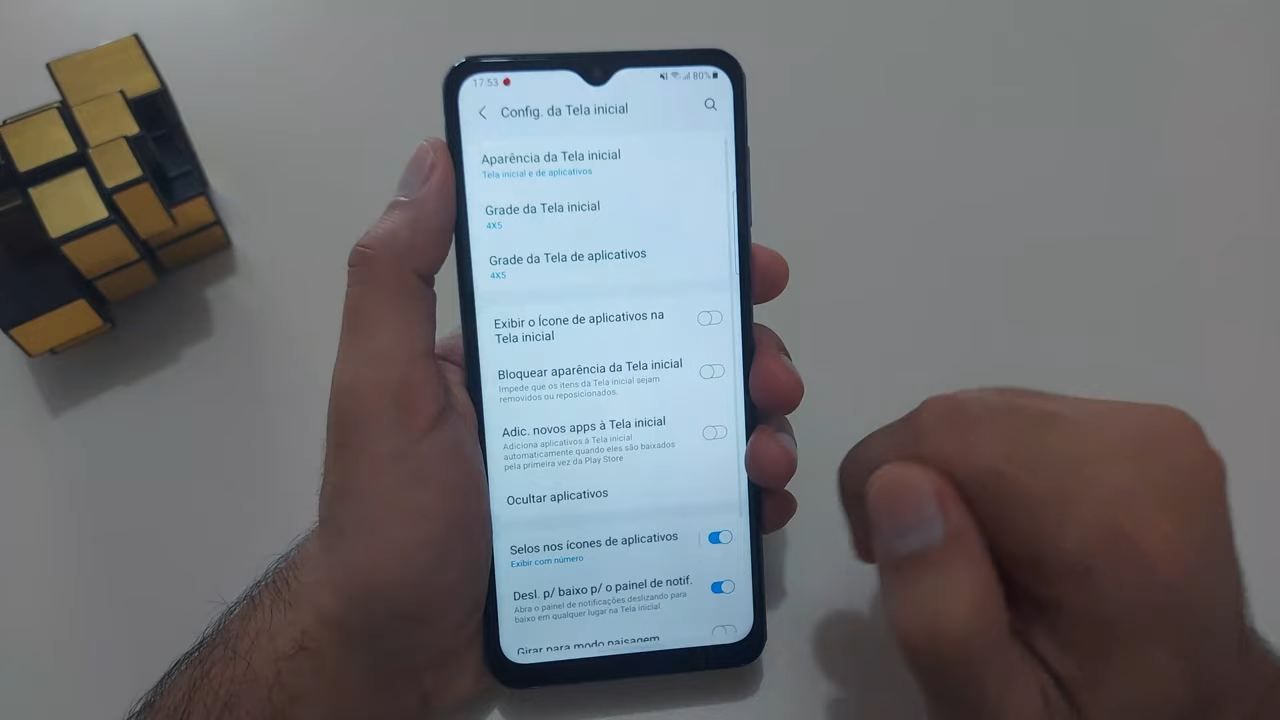 17:53
80%
Config. da Tela inicial
Aparência da Tela inicial
Tela inicial e de aplicativos
Grade da Tela inicial
4X5
Grade da Tela de aplicativos
4X5
Exibir o Ícone de aplicativos na
Tela inicial
Bloquear aparência da Tela inicial
Impede que os itens da Tela inicial sejam
removidos ou reposicionados.
Adic. novos apps à Tela inicial
Adiciona aplicativos à Tela inicial
automaticamente quando eles são baixados
pela primeira vez da Play Store
Ocultar aplicativos
Selos nos ícones de aplicativos
Exibir com número
Desl. p/ baixo p/ o painel de notif.
Abra o painel de notificações deslizando para
baixo em qualquer lugar na Tela inicial.
Girar para modo paisagem